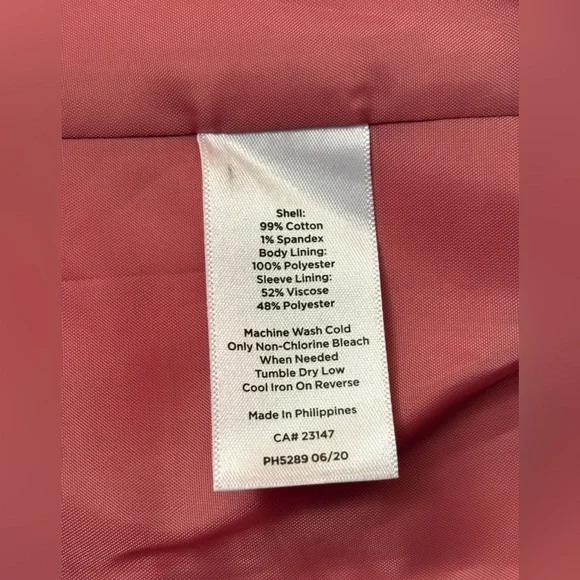 Shell:
99% Cotton
1% Spandex
Body Lining:
100% Polyester
Sleeve Lining:
52% Viscose
48% Polyester
Machine Wash Cold
Only Non-Chlorine Bleach
When Needed
Tumble Dry Low
Cool Iron On Reverse
Made In Philippines
CA# 23147
PH5289 06/20